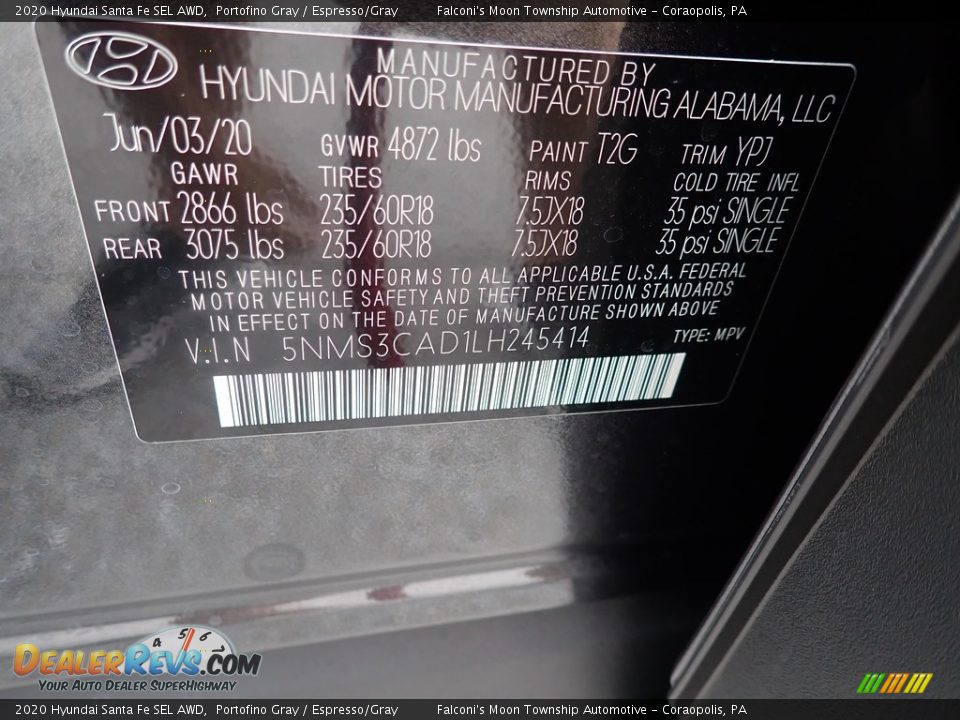 2020 Hyundai Santa Fe SEL AWD, Portofino Gray / Espresso/Gray Falconi's Moon Township Automotive - Coraopolis, PA
MANUFACTURED BY
HYUNDAI MOTOR MANUFACTURING ALABAMA, LLC
Jun/03/20 GVWR 4872 lbs PAINT T2G TRIM YPJ
GAWR TIRES RIMS COLD TIRE INFL
FRONT 2866 lbs 235/60R18 7.5JX18 35 psi SINGLE
REAR 3075 lbs 235/60R18 7.5JX18 35 psi SINGLE
THIS VEHICLE CONFORMS TO ALL APPLICABLE U.S.A. FEDERAL
MOTOR VEHICLE SAFETY AND THEFT PREVENTION STANDARDS
IN EFFECT ON THE DATE OF MANUFACTURE SHOWN ABOVE
V.I.N 5NMS3CAD1LH245414 TYPE: MPV
4 5 6
DEALERREVS.COM
YOUR AUTO DEALER SUPERHIGHWAY
2020 Hyundai Santa Fe SEL AWD, Portofino Gray / Espresso/Gray Falconi's Moon Township Automotive - Coraopolis, PA